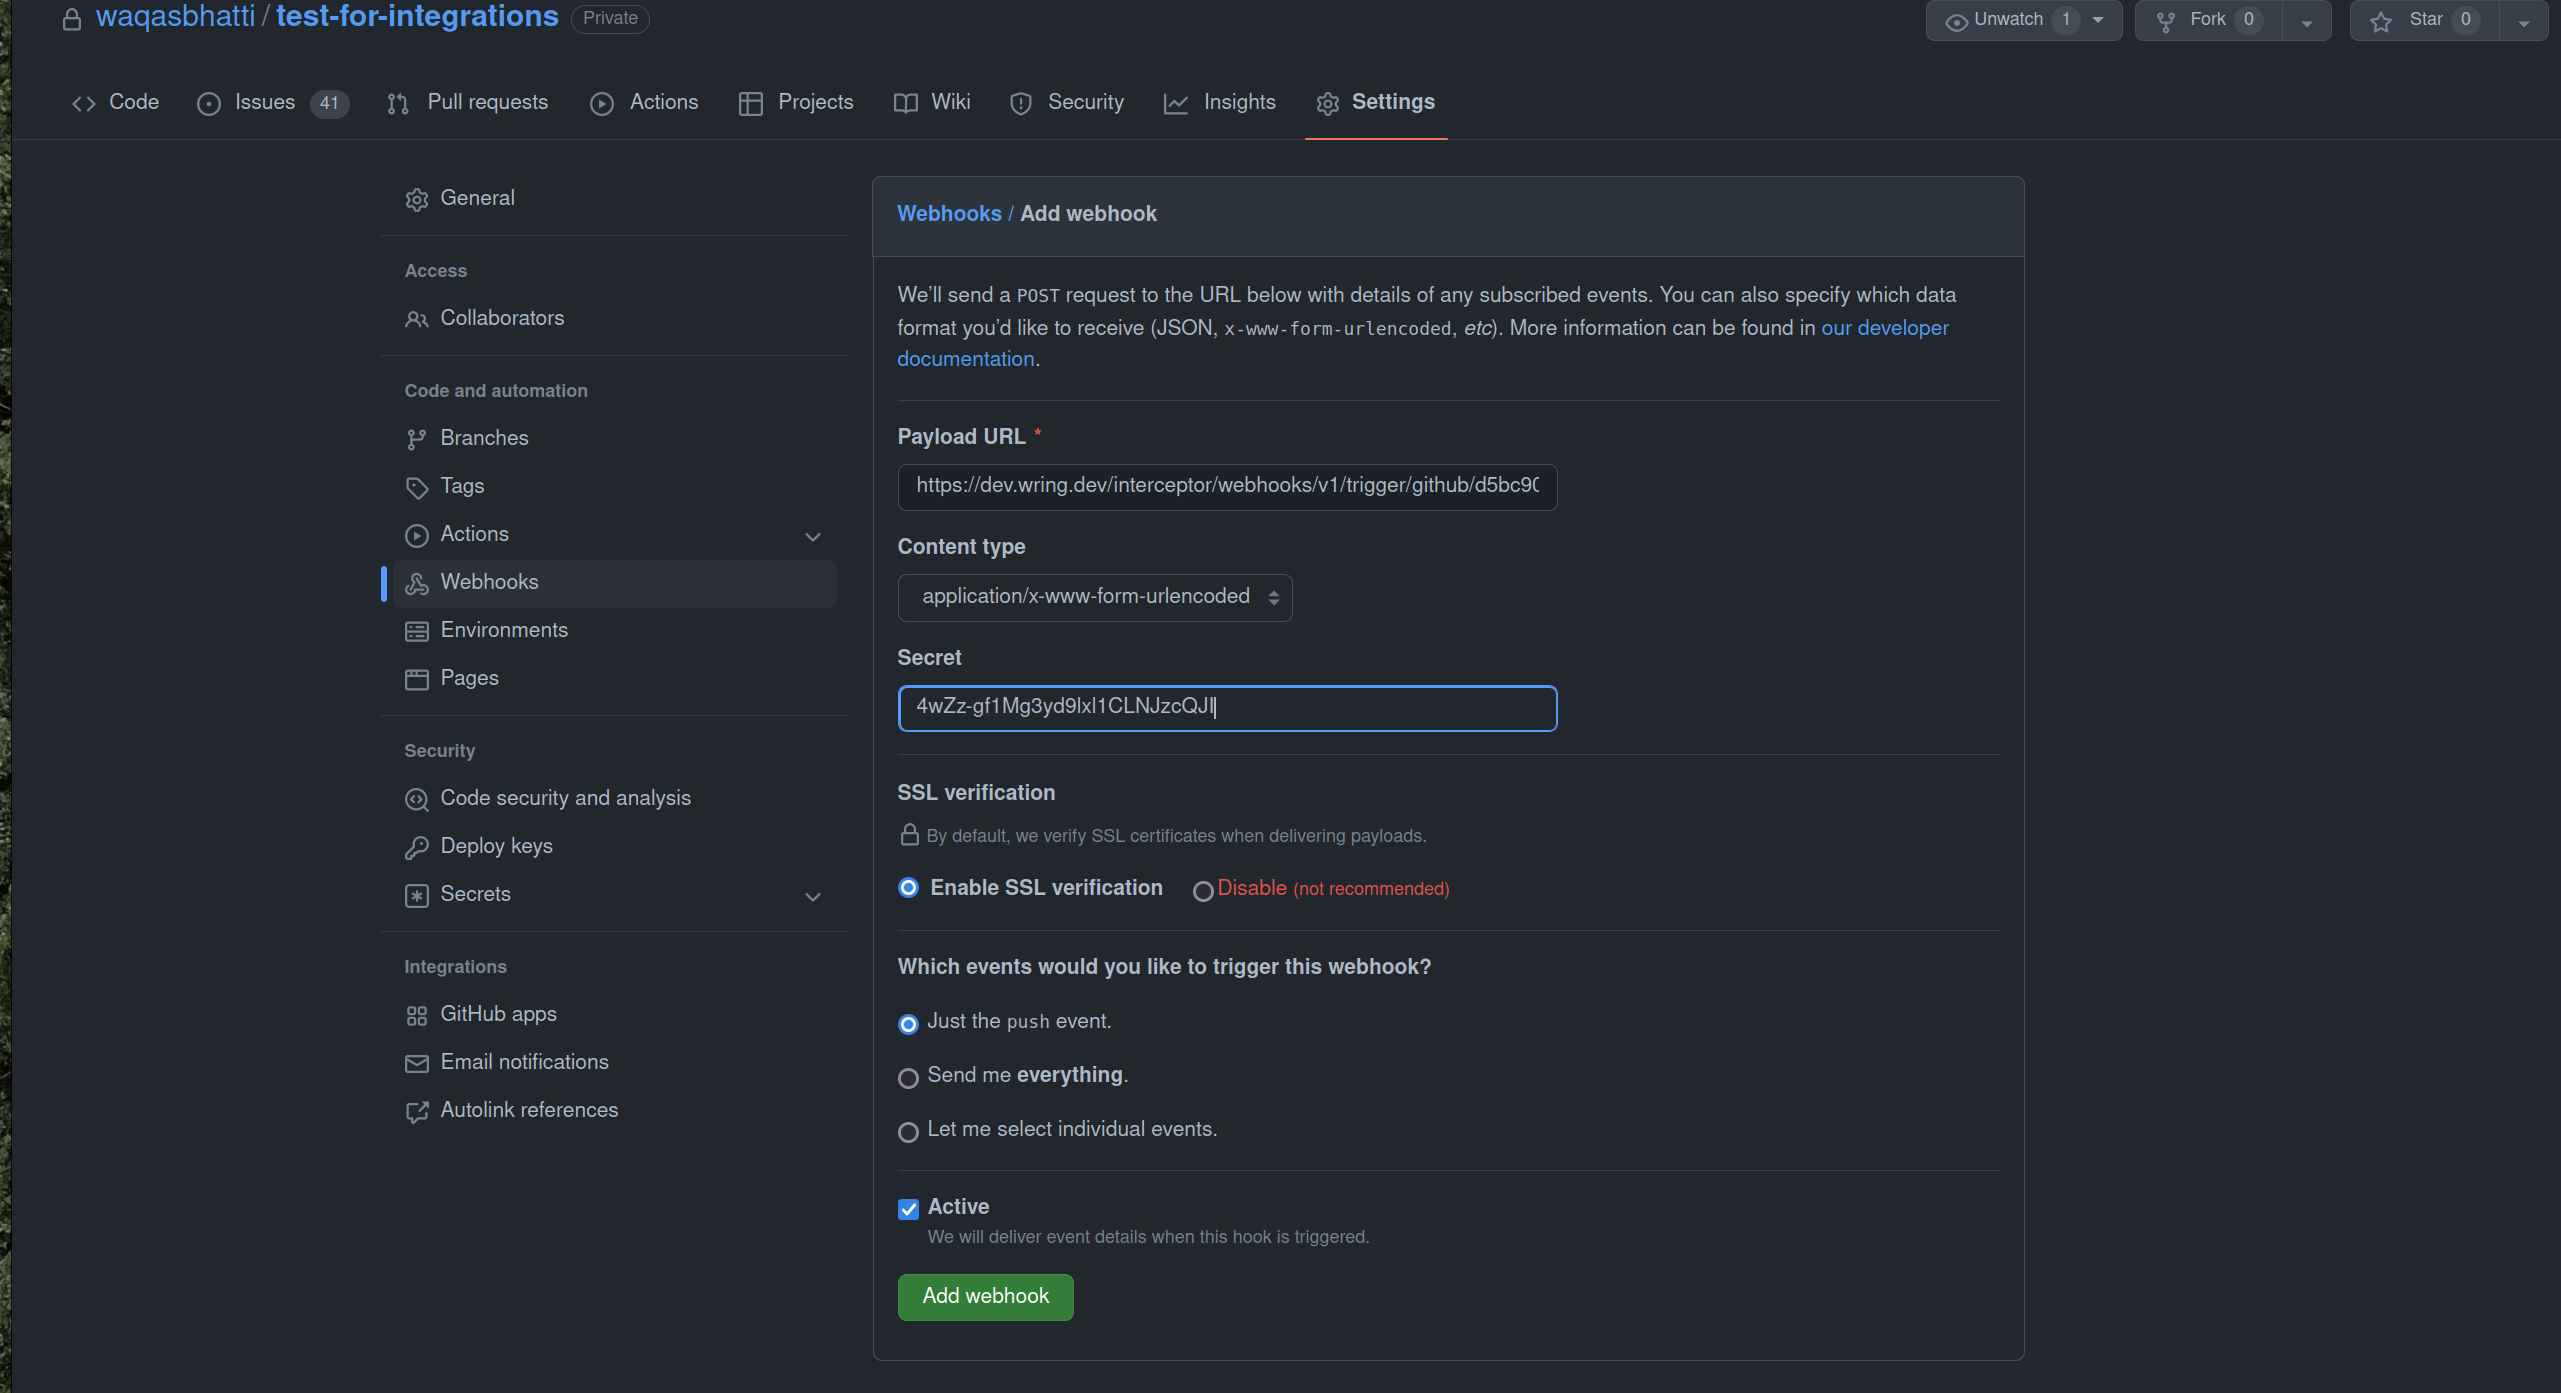 waqasbhatti / test-for-integrations Private
Unwatch 1 Fork 0 Star 0
Code Issues 41 Pull requests Actions Projects Wiki Security Insights Settings
General
Access
Collaborators
Code and automation
Branches
Tags
Actions
Webhooks
Environments
Pages
Security
Code security and analysis
Deploy keys
Secrets
Integrations
GitHub apps
Email notifications
Autolink references
Webhooks / Add webhook
We'll send a POST request to the URL below with details of any subscribed events. You can also specify which data
format you'd like to receive (JSON, x-www-form-urlencoded, etc). More information can be found in our developer
documentation.
Payload URL *
https://dev.wring.dev/interceptor/webhooks/v1/trigger/github/d5bc90
Content type
application/x-www-form-urlencoded
Secret
SSL verification
By default, we verify SSL certificates when delivering payloads.
Enable SSL verification Disable (not recommended)
Which events would you like to trigger this webhook?
Just the push event.
Send me everything.
Let me select individual events.
Active
We will deliver event details when this hook is triggered.
Add webhook